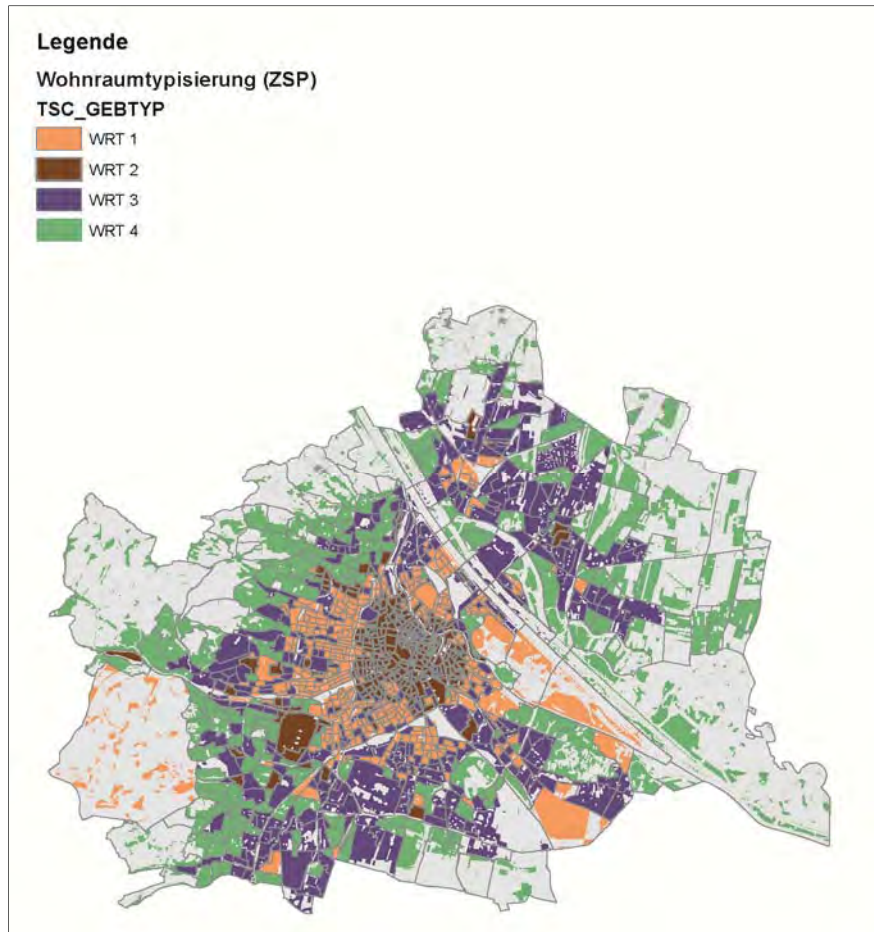 Legende
Wohnraumtypisierung (ZSP)
TSC_GEBTYP
WRT 1
WRT 2
WRT 3
WRT 4